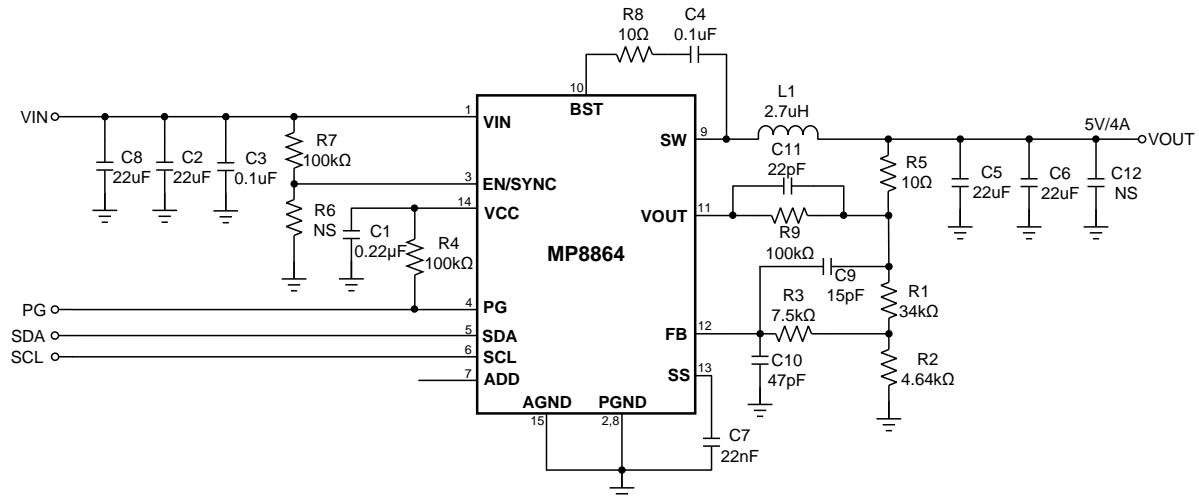 R8
10Ω
C4
0.1uF
10
BST
L1
2.7uH
VIN
1
VIN
SW
9
5V/4A
VOUT
C8
22uF
C2
22uF
C3
0.1uF
R7
100kΩ
C11
22pF
R5
10Ω
C5
22uF
C6
22uF
C12
NS
3
EN/SYNC
R6
NS
14
VCC
VOUT
11
C1
0.22µF
R4
100kΩ
R9
100kΩ
MP8864
C9
15pF
R1
34kΩ
R3
7.5kΩ
PG
4
PG
SDA
5
SDA
SCL
6
SCL
7
ADD
FB
12
C10
47pF
R2
4.64kΩ
SS
13
AGND
PGND
15
2,8
C7
22nF